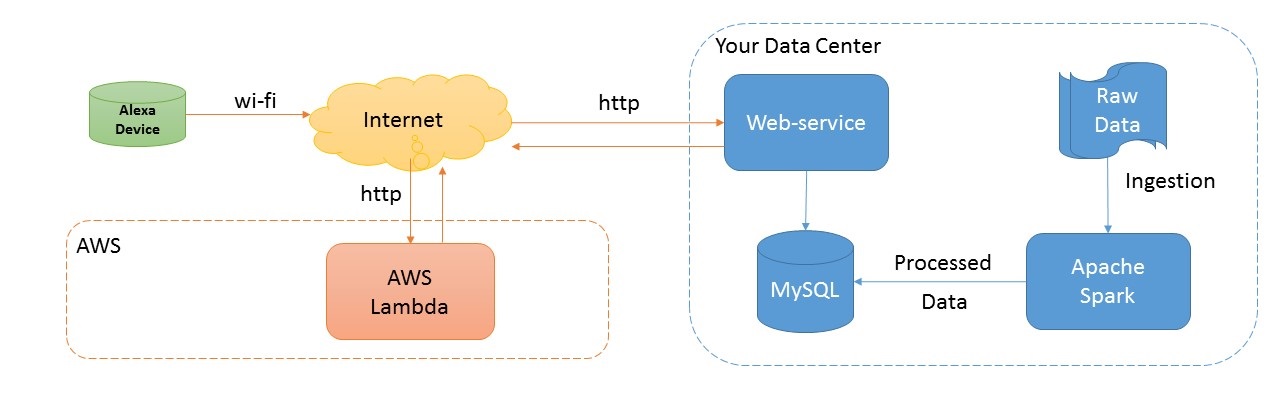 Your Data Center
Alexa
Device
wi-fi
Internet
http
Web-service
Raw
Data
http
Ingestion
AWS
AWS
Lambda
MySQL
Processed
Data
Apache
Spark